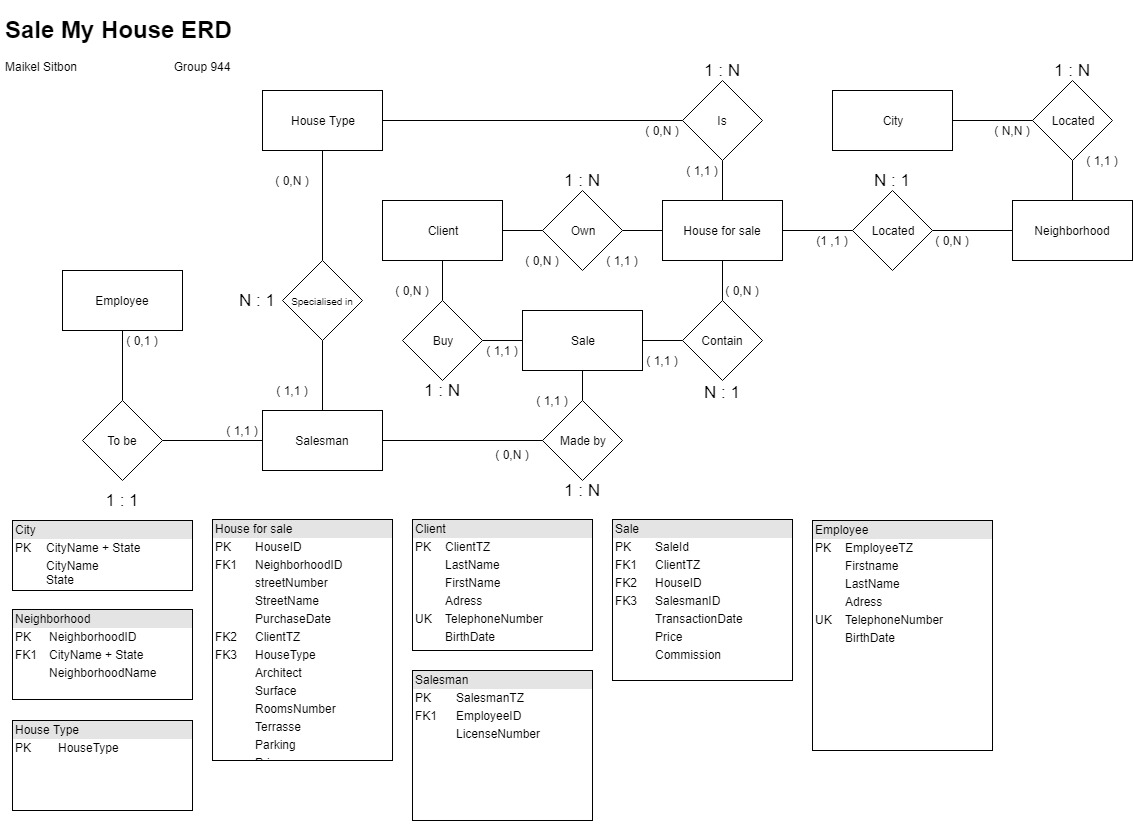 Sale My House ERD
Maikel Sitbon Group 944
1 : N
1 : N
House Type
Is
City
Located
( 0,N )
( N,N )
( 1,1 )
( 1,1 )
( 0,N )
1 : N
N : 1
Client
Own
House for sale
Located
Neighborhood
( 0,N )
( 1,1 )
(1 ,1 )
( 0,N )
Employee
N : 1
Specialised in
( 0,N )
( 0,N )
( 0,1 )
Buy
Sale
Contain
( 1,1 )
( 1,1 )
1 : N
N : 1
( 1,1 )
( 1,1 )
To be
( 1,1 )
Salesman
Made by
( 0,N )
1 : 1
1 : N
City
PK CityName + State
CityName
State
Neighborhood
PK NeighborhoodID
FK1 CityName + State
NeighborhoodName
House Type
PK HouseType
House for sale
PK HouseID
FK1 NeighborhoodID
streetNumber
StreetName
PurchaseDate
FK2 ClientTZ
FK3 HouseType
Architect
Surface
RoomsNumber
Terrasse
Parking
Client
PK ClientTZ
LastName
FirstName
Adress
UK TelephoneNumber
BirthDate
Salesman
PK SalesmanTZ
FK1 EmployeeID
LicenseNumber
Sale
PK SaleId
FK1 ClientTZ
FK2 HouseID
FK3 SalesmanID
TransactionDate
Price
Commission
Employee
PK EmployeeTZ
Firstname
LastName
Adress
UK TelephoneNumber
BirthDate